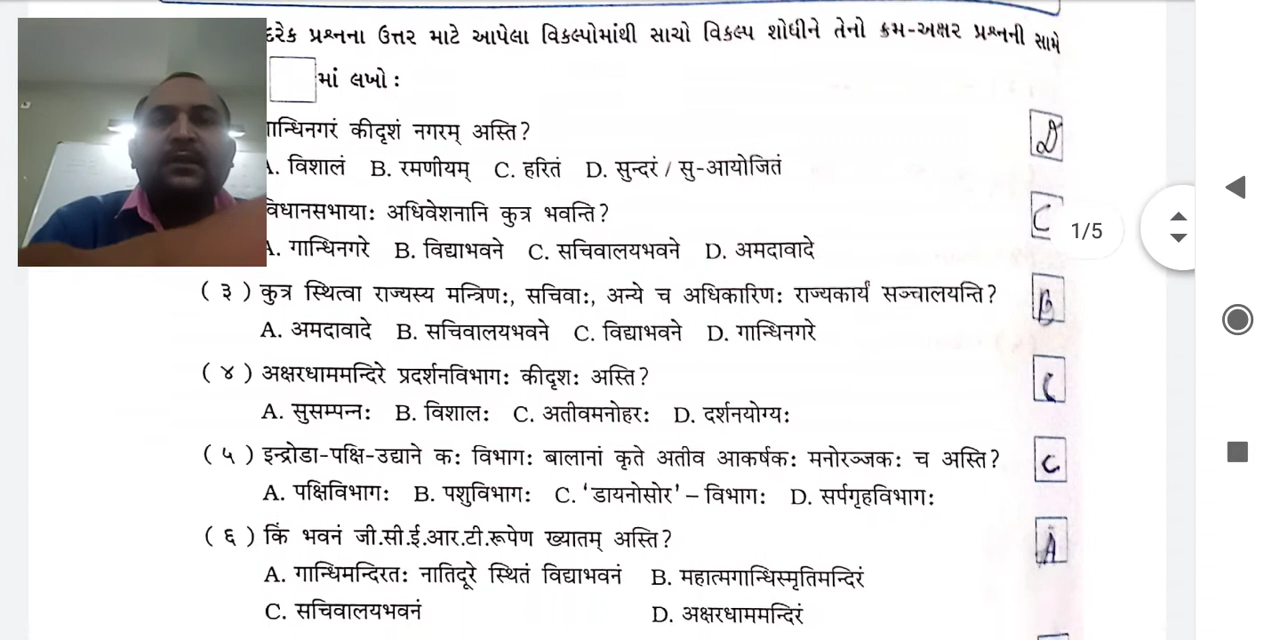 દરેક પ્રશ્નના ઉત્તર માટે આપેલા વિકલ્પોમાંથી સાચો વિકલ્પ શોધીને તેનો ક્રમ-અક્ષર પ્રશ્નની સામે
માં લખો :
गान्धिनगरं कीदृशं नगरम् अस्ति? D
A. विशालं B. रमणीयम् C. हरितं D. सुन्दरं / सु-आयोजितं
विधानसभायाः अधिवेशनानि कुत्र भवन्ति? C
A. गान्धिनगरे B. विद्याभवने C. सचिवालयभवने D. अमदावादे
1/5
( ३ ) कुत्र स्थित्वा राज्यस्य मन्त्रिणः, सचिवाः, अन्ये च अधिकारिणः राज्यकार्यं सञ्चालयन्ति? B
A. अमदावादे B. सचिवालयभवने C. विद्याभवने D. गान्धिनगरे
( ४ ) अक्षरधाममन्दिरे प्रदर्शनविभागः कीदृशः अस्ति? C
A. सुसम्पन्नः B. विशालः C. अतीवमनोहरः D. दर्शनयोग्यः
( ५ ) इन्द्रोडा-पक्षि-उद्याने कः विभागः बालानां कृते अतीव आकर्षकः मनोरञ्जकः च अस्ति? C
A. पक्षिविभागः B. पशुविभागः C. 'डायनोसोर' – विभागः D. सर्पगृहविभागः
( ६ ) किं भवनं जी.सी.ई.आर.टी.रूपेण ख्यातम् अस्ति? A
A. गान्धिमन्दिरतः नातिदूरे स्थितं विद्याभवनं B. महात्मगान्धिस्मृतिमन्दिरं
C. सचिवालयभवनं D. अक्षरधाममन्दिरं